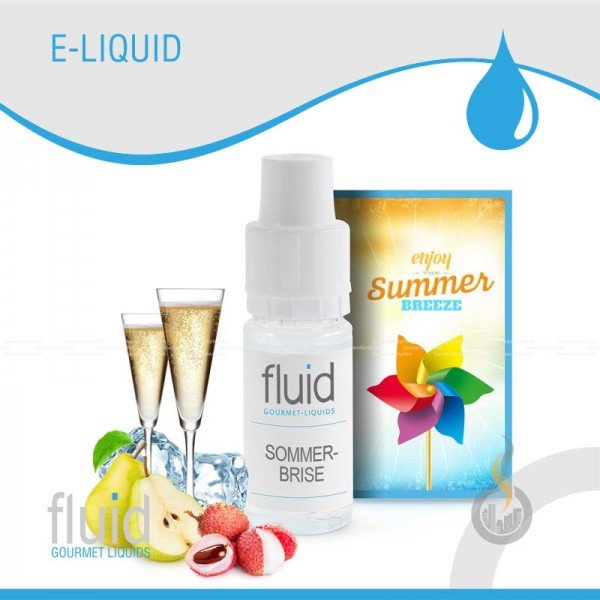 E-LIQUID
enjoy
THE
Summer
BREEZE
fluid
GOURMET-LIQUIDS
SOMMER-
BRISE
fluid
GOURMET LIQUIDS